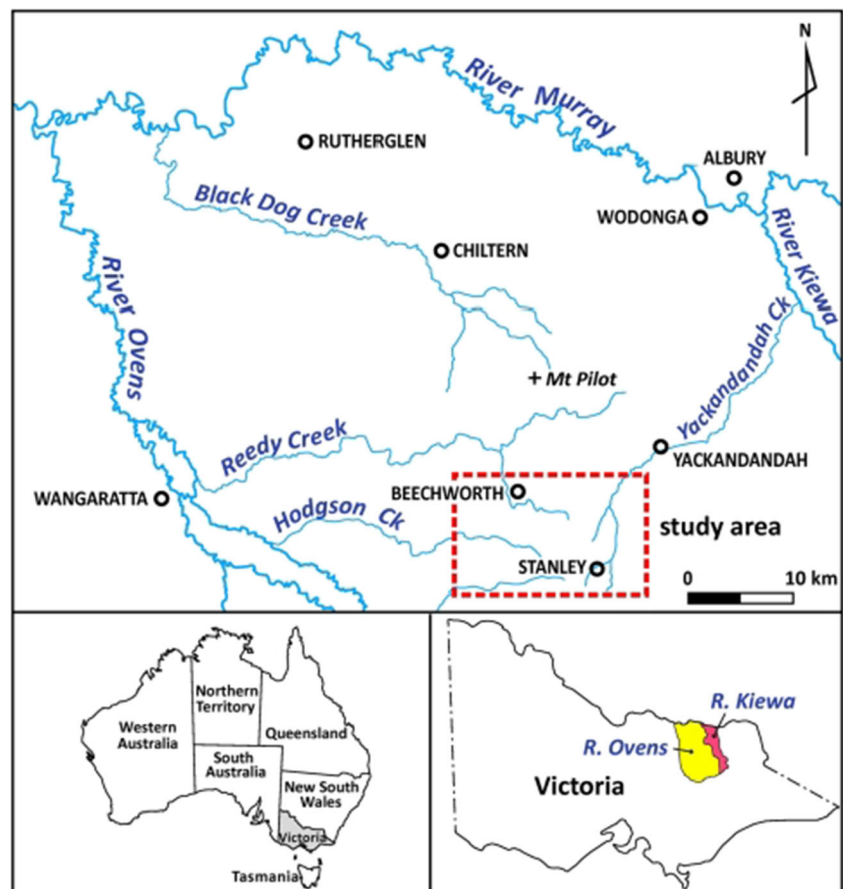 N
River Murray
RUTHERGLEN
ALBURY
Black Dog Creek
WODONGA
River Kiewa
CHILTERN
River Ovens
Mt Pilot
Yackandandah Ck
Reedy Creek
YACKANDANDAH
WANGARATTA
BEECHWORTH
Hodgson Ck
study area
STANLEY
0 10 km
Western
Australia
Northern
Territory
Queensland
South
Australia
New South
Wales
Victoria
Tasmania
R. Kiewa
R. Ovens
Victoria